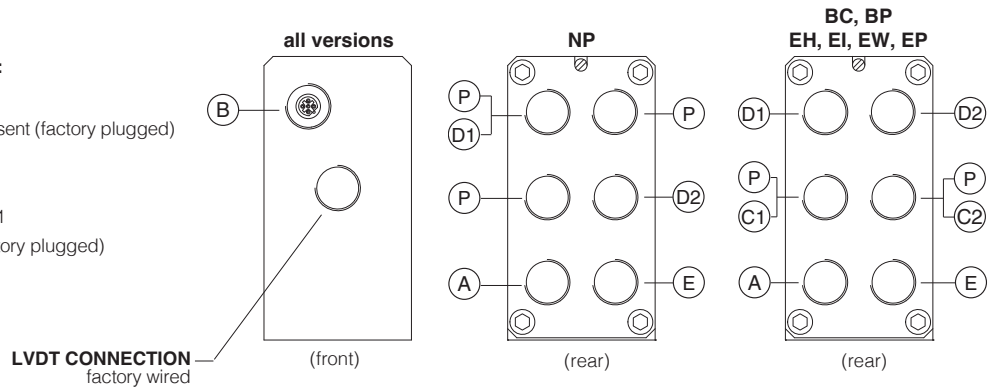 BC, BP
all versions
NP
EH, EI, EW, EP
:
B
P
D1
P
D1
D2
sent (factory plugged)
P
D2
P
C1
P
C2
1
ory plugged)
A
E
A
E
LVDT CONNECTION
factory wired
(front)
(rear)
(rear)